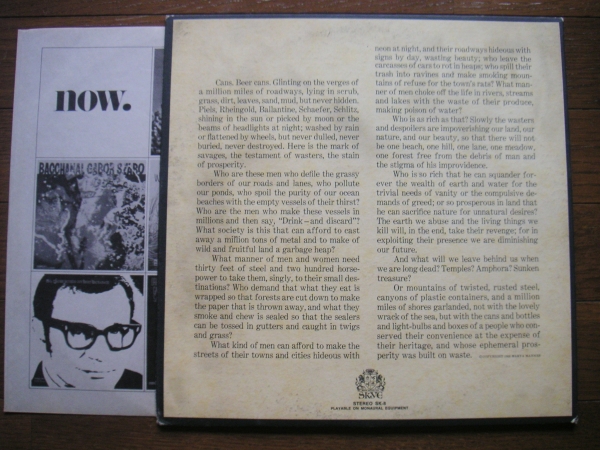 now.
BACCHANAL GABOR SZABO
Cans. Beer cans. Glinting on the verges of
a million miles of roadways, lying in scrub,
grass, dirt, leaves, sand, mud, but never hidden.
Piels, Rheingold, Ballantine, Schaefer, Schlitz,
shining in the sun or picked by moon or the
beams of headlights at night; washed by rain
or flattened by wheels, but never dulled, never
buried, never destroyed. Here is the mark of
savages, the testament of wasters, the stain
of prosperity.
Who are these men who defile the grassy
borders of our roads and lanes, who pollute
our ponds, who spoil the purity of our ocean
beaches with the empty vessels of their thirst?
Who are the men who make these vessels in
millions and then say, "Drink—and discard"?
What society is this that can afford to cast
away a million tons of metal and to make of
wild and fruitful land a garbage heap?
What manner of men and women need
thirty feet of steel and two hundred horse-
power to take them, singly, to their small des-
tinations? Who demand that what they eat is
wrapped so that forests are cut down to make
the paper that is thrown away, and what they
smoke and chew is sealed so that the sealers
can be tossed in gutters and caught in twigs
and grass?
What kind of men can afford to make the
streets of their towns and cities hideous with
neon at night, and their roadways hideous with
signs by day, wasting beauty; who leave the
carcasses of cars to rot in heaps; who spill their
trash into ravines and make smoking moun-
tains of refuse for the town's rats? What man-
ner of men choke off the life in rivers, streams
and lakes with the waste of their produce,
making poison of water?
Who is as rich as that? Slowly the wasters
and despoilers are impoverishing our land, our
nature, and our beauty, so that there will not
be one beach, one hill, one lane, one meadow,
one forest free from the debris of man and
the stigma of his improvidence.
Who is so rich that he can squander for-
ever the wealth of earth and water for the
trivial needs of vanity or the compulsive de-
mands of greed; or so prosperous in land that
he can sacrifice nature for unnatural desires?
The earth we abuse and the living things we
kill will, in the end, take their revenge; for in
exploiting their presence we are diminishing
our future.
And what will we leave behind us when
we are long dead? Temples? Amphora? Sunken
treasure?
Or mountains of twisted, rusted steel,
canyons of plastic containers, and a million
miles of shores garlanded, not with the lovely
wrack of the sea, but with the cans and bottles
and light-bulbs and boxes of a people who con-
served their convenience at the expense of
their heritage, and whose ephemeral pros-
perity was built on waste.
SKYE
STEREO SK-8
PLAYABLE ON MONAURAL EQUIPMENT